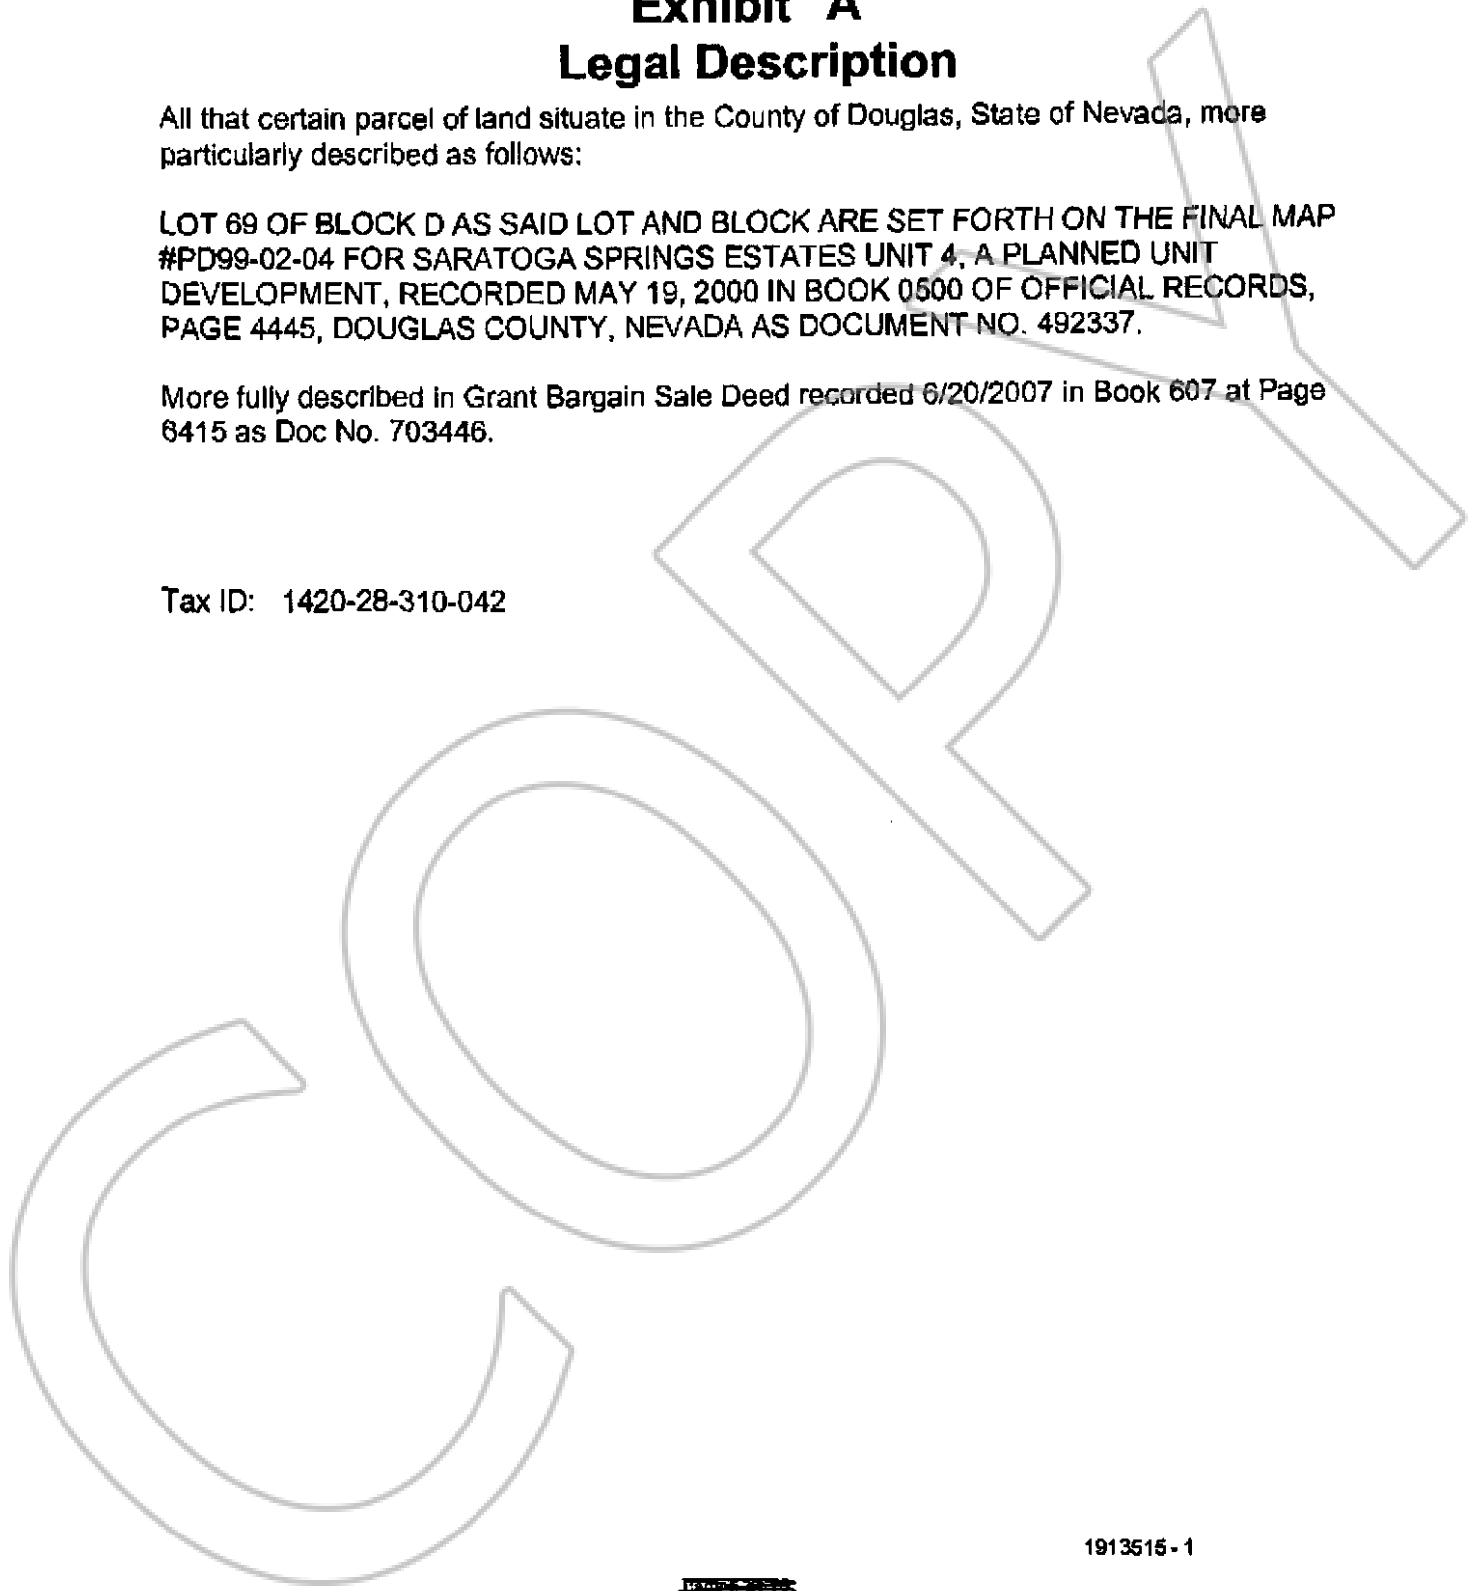 Exhibit "A
Legal Description
All that certain parcel of land situate in the County of Douglas, State of Nevada, more
particularly described as follows:
LOT 69 OF BLOCK D AS SAID LOT AND BLOCK ARE SET FORTH ON THE FINAL MAP
#PD99-02-04 FOR SARATOGA SPRINGS ESTATES UNIT 4, A PLANNED UNIT
DEVELOPMENT, RECORDED MAY 19, 2000 IN BOOK 0500 OF OFFICIAL RECORDS,
PAGE 4445, DOUGLAS COUNTY, NEVADA AS DOCUMENT NO. 492337.
More fully described in Grant Bargain Sale Deed recorded 6/20/2007 in Book 607 at Page
6415 as Doc No. 703446.
Tax ID: 1420-28-310-042
COPY
1913515 - 1